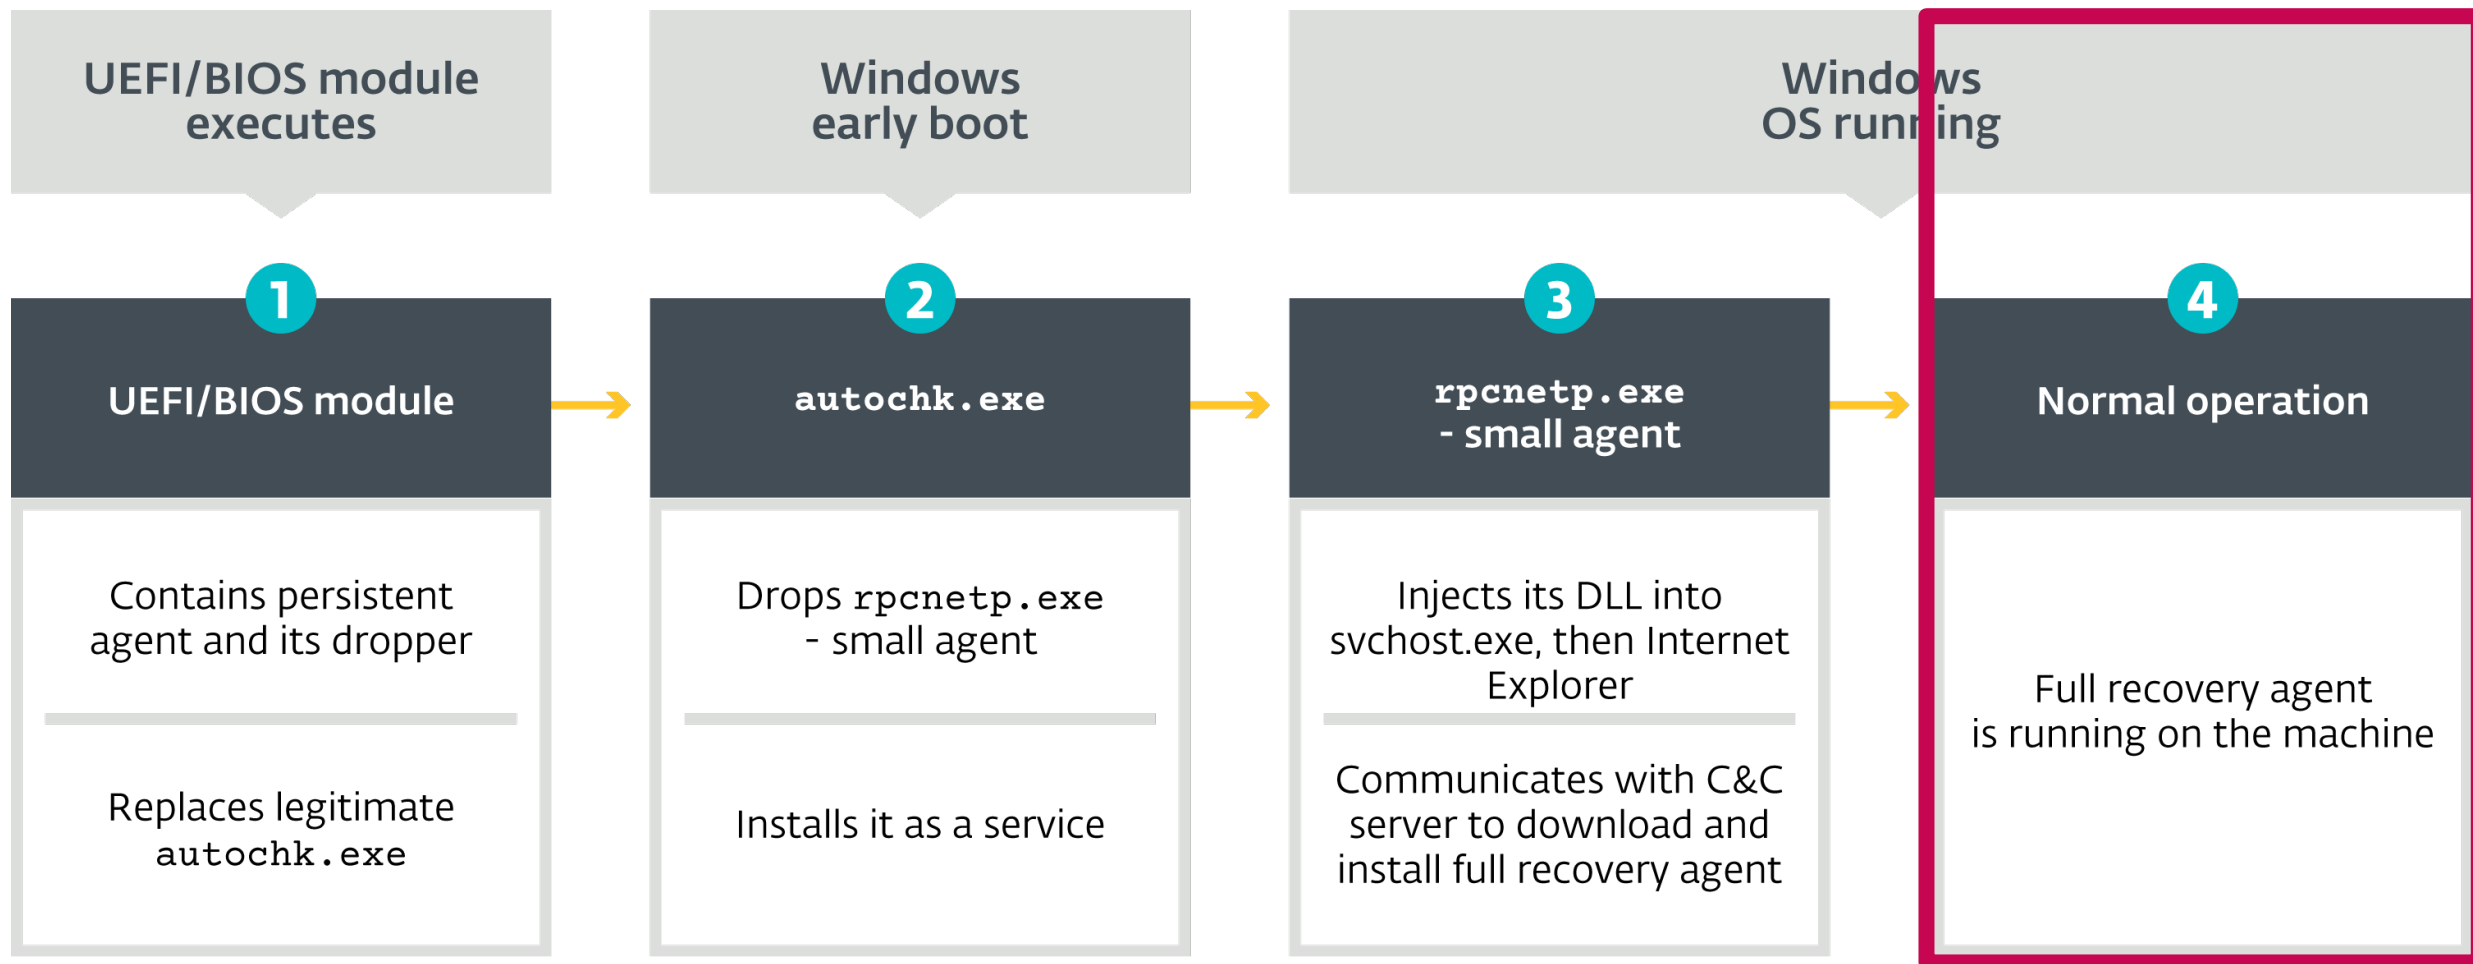 UEFI/BIOS module
executes
Windows
early boot
Windows
OS running
1
UEFI/BIOS module
Contains persistent
agent and its dropper
Replaces legitimate
autochk.exe
2
autochk.exe
Drops rpcnetp.exe
- small agent
Installs it as a service
3
rpcnetp.exe
- small agent
Injects its DLL into
svchost.exe, then Internet
Explorer
Communicates with C&C
server to download and
install full recovery agent
4
Normal operation
Full recovery agent
is running on the machine